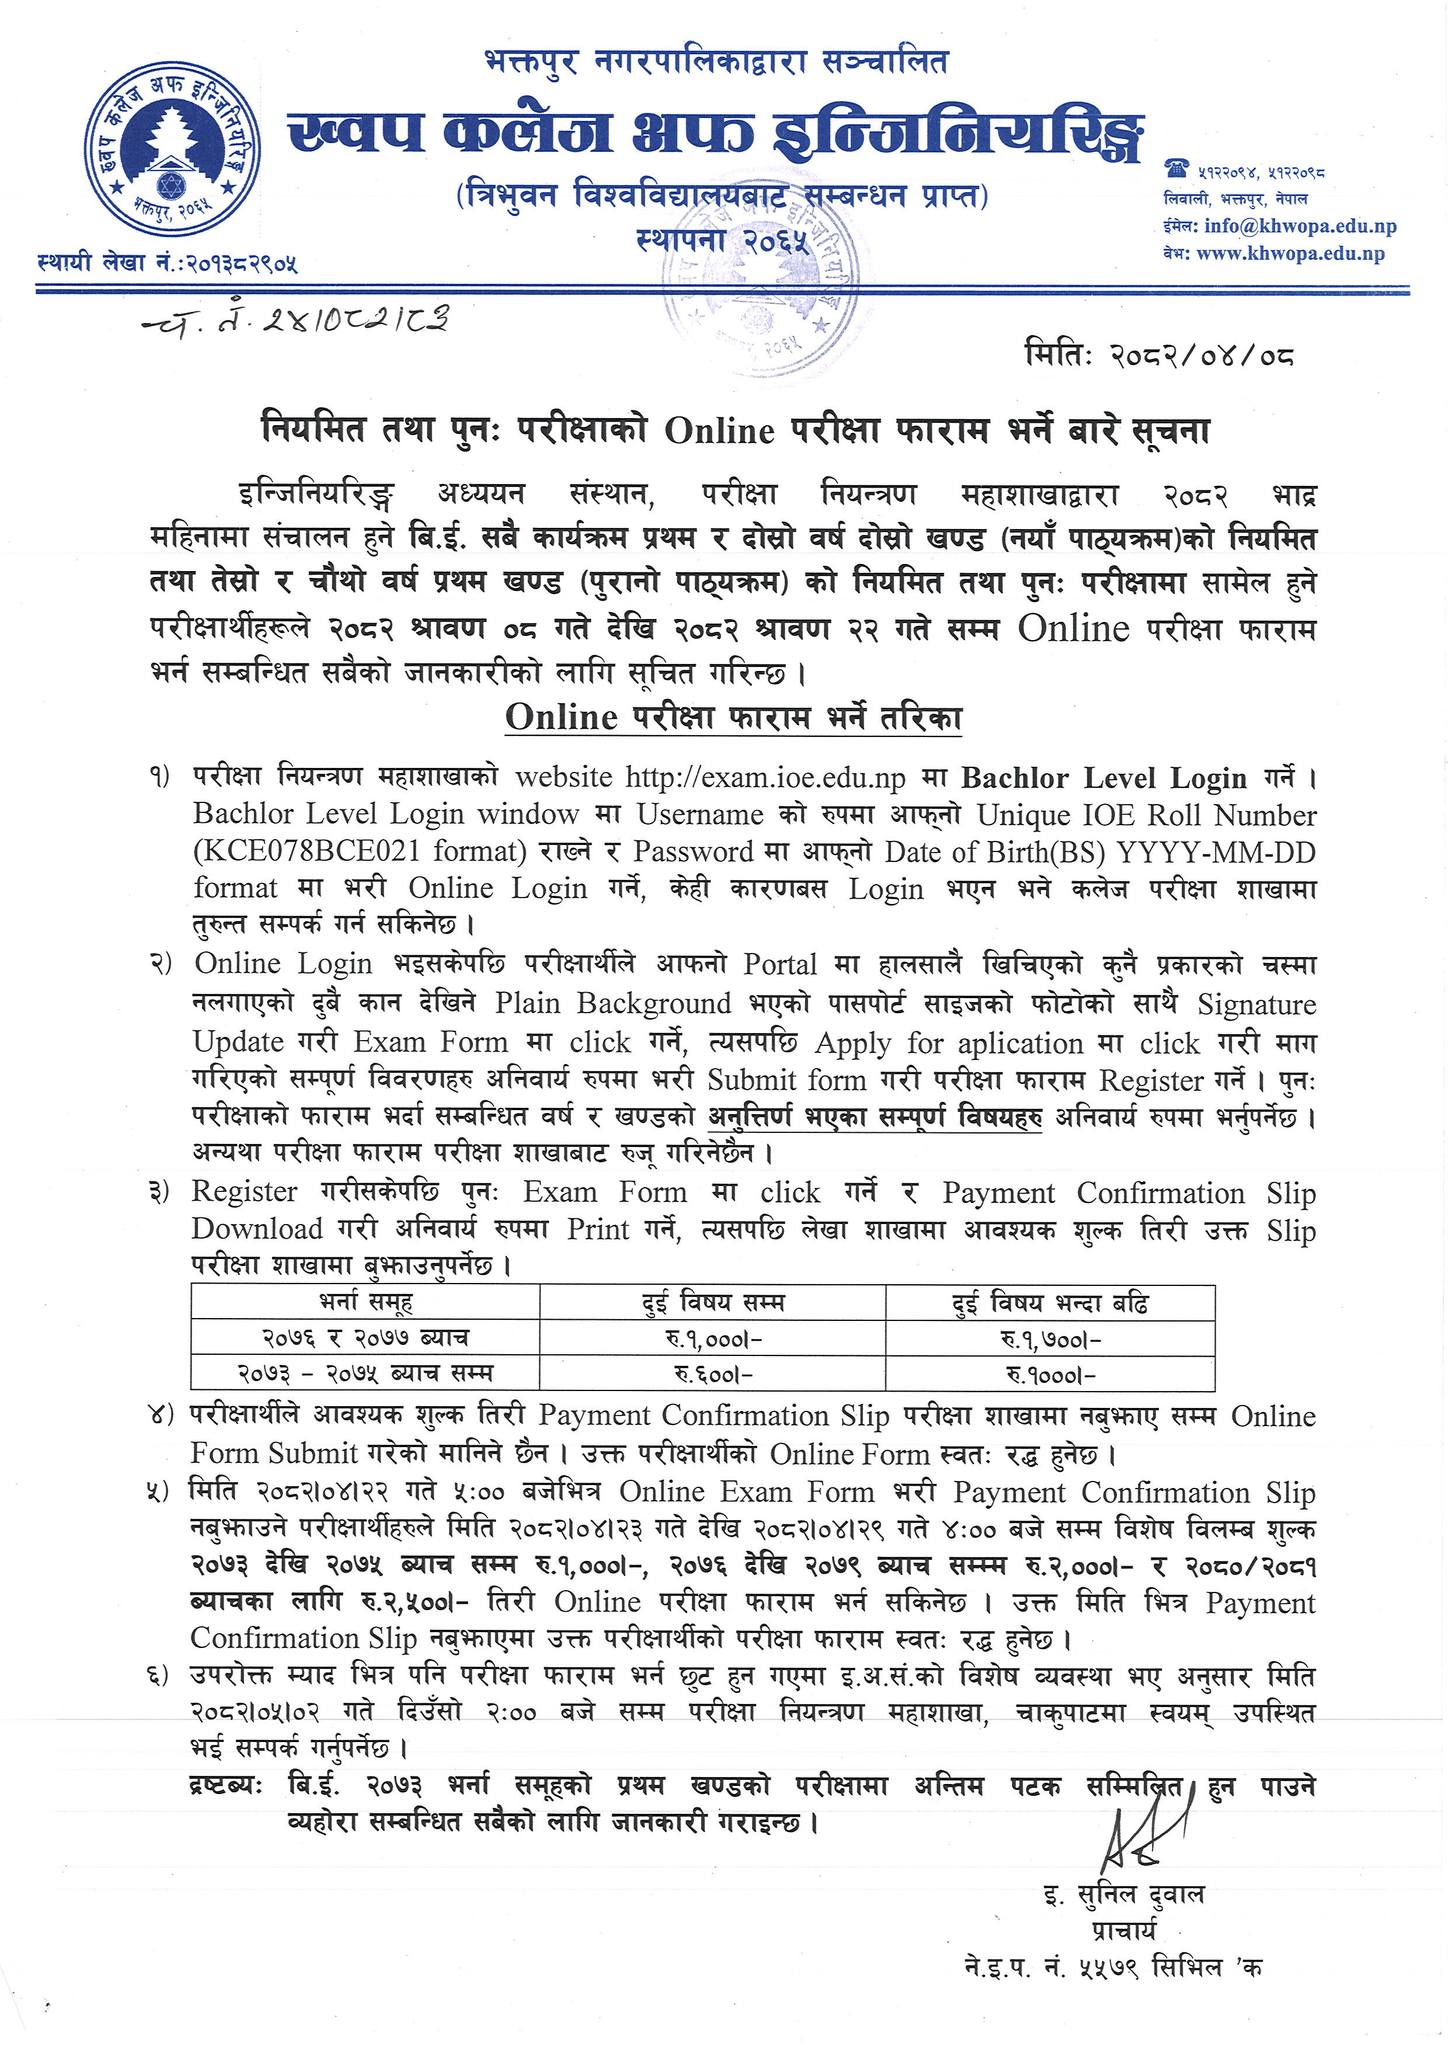 भक्तपुर नगरपालिकाद्वारा सञ्चालित
ख्वप कलेज अफ इन्जिनियरिङ्ग
ख्वप कलेज अफ इन्जिनियरिङ्ग
भक्तपुर, २०६५
(त्रिभुवन विश्वविद्यालयबाट सम्बन्धन प्राप्त)
स्थापना २०६५
☎ ५१२२०९४, ५१२२०९८
लिवाली, भक्तपुर, नेपाल
ईमेल: info@khwopa.edu.np
वेभ: www.khwopa.edu.np
स्थायी लेखा नं.:२०१३८२९०५
च. नं. २४/०८२/८३
मितिः २०८२/०४/०८
नियमित तथा पुनः परीक्षाको Online परीक्षा फाराम भर्ने बारे सूचना
इन्जिनियरिङ्ग अध्ययन संस्थान, परीक्षा नियन्त्रण महाशाखाद्वारा २०८२ भाद्र
महिनामा संचालन हुने बि.ई. सबै कार्यक्रम प्रथम र दोस्रो वर्ष दोस्रो खण्ड (नयाँ पाठ्यक्रम)को नियमित
तथा तेस्रो र चौथो वर्ष प्रथम खण्ड (पुरानो पाठ्यक्रम) को नियमित तथा पुनः परीक्षामा सामेल हुने
परीक्षार्थीहरूले २०८२ श्रावण ०८ गते देखि २०८२ श्रावण २२ गते सम्म Online परीक्षा फाराम
भर्न सम्बन्धित सबैको जानकारीको लागि सूचित गरिन्छ ।
Online परीक्षा फाराम भर्ने तरिका
१) परीक्षा नियन्त्रण महाशाखाको website http://exam.ioe.edu.np मा Bachlor Level Login गर्ने ।
Bachlor Level Login window मा Username को रुपमा आफ्नो Unique IOE Roll Number
(KCE078BCE021 format) राख्ने र Password मा आफ्नो Date of Birth(BS) YYYY-MM-DD
format मा भरी Online Login गर्ने, केही कारणबस Login भएन भने कलेज परीक्षा शाखामा
तुरुन्त सम्पर्क गर्न सकिनेछ ।
२) Online Login भइसकेपछि परीक्षार्थीले आफनो Portal मा हालसालै खिचिएको कुनै प्रकारको चस्मा
नलगाएको दुबै कान देखिने Plain Background भएको पासपोर्ट साइजको फोटोको साथै Signature
Update गरी Exam Form मा click गर्ने, त्यसपछि Apply for aplication मा click गरी माग
गरिएको सम्पूर्ण विवरणहरु अनिवार्य रुपमा भरी Submit form गरी परीक्षा फाराम Register गर्ने । पुनः
परीक्षाको फाराम भर्दा सम्बन्धित वर्ष र खण्डको अनुत्तिर्ण भएका सम्पूर्ण विषयहरु अनिवार्य रुपमा भर्नुपर्नेछ ।
अन्यथा परीक्षा फाराम परीक्षा शाखाबाट रुजू गरिनेछैन ।
३) Register गरीसकेपछि पुनः Exam Form मा click गर्ने र Payment Confirmation Slip
Download गरी अनिवार्य रुपमा Print गर्ने, त्यसपछि लेखा शाखामा आवश्यक शुल्क तिरी उक्त Slip
परीक्षा शाखामा बुझाउनुपर्नेछ ।
भर्ना समूह दुई विषय सम्म दुई विषय भन्दा बढि
२०७६ र २०७७ ब्याच रु.१,०००।- रु.१,७००।-
२०७३ - २०७५ ब्याच सम्म रु.६००।- रु.१०००।-
४) परीक्षार्थीले आवश्यक शुल्क तिरी Payment Confirmation Slip परीक्षा शाखामा नबुझाए सम्म Online
Form Submit गरेको मानिने छैन । उक्त परीक्षार्थीको Online Form स्वतः रद्ध हुनेछ ।
५) मिति २०८२।०४।२२ गते ५:०० बजेभित्र Online Exam Form भरी Payment Confirmation Slip
नबुझाउने परीक्षार्थीहरुले मिति २०८२।०४।२३ गते देखि २०८२।०४।२९ गते ४:०० बजे सम्म विशेष विलम्ब शुल्क
२०७३ देखि २०७५ ब्याच सम्म रु.१,०००।-, २०७६ देखि २०७९ ब्याच सम्मम रु.२,०००।- र २०८०/२०८१
ब्याचका लागि रु.२,५००।- तिरी Online परीक्षा फाराम भर्न सकिनेछ । उक्त मिति भित्र Payment
Confirmation Slip नबुझाएमा उक्त परीक्षार्थीको परीक्षा फाराम स्वतः रद्ध हुनेछ ।
६) उपरोक्त म्याद भित्र पनि परीक्षा फाराम भर्न छुट हुन गएमा इ.अ.सं.को विशेष व्यवस्था भए अनुसार मिति
२०८२।०५।०२ गते दिउँसो २:०० बजे सम्म परीक्षा नियन्त्रण महाशाखा, चाकुपाटमा स्वयम् उपस्थित
भई सम्पर्क गर्नुपर्नेछ ।
द्रष्टब्यः बि.ई. २०७३ भर्ना समूहको प्रथम खण्डको परीक्षामा अन्तिम पटक सम्मिलित हुन पाउने
व्यहोरा सम्बन्धित सबैको लागि जानकारी गराइन्छ ।
इ. सुनिल दुवाल
प्राचार्य
ने.इ.प. नं. ५५७९ सिभिल 'क